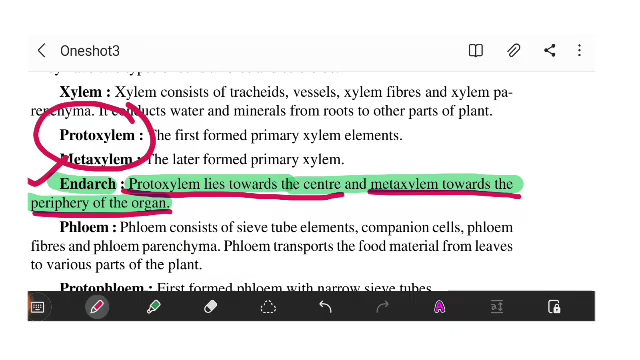 Oneshot3
Xylem : Xylem consists of tracheids, vessels, xylem fibres and xylem pa-
renchyma. It conducts water and minerals from roots to other parts of plant.
Protoxylem : The first formed primary xylem elements.
Metaxylem : The later formed primary xylem.
Endarch : Protoxylem lies towards the centre and metaxylem towards the
periphery of the organ.
Phloem : Phloem consists of sieve tube elements, companion cells, phloem
fibres and phloem parenchyma. Phloem transports the food material from leaves
to various parts of the plant.
Protophloem : First formed phloem with narrow sieve tubes.